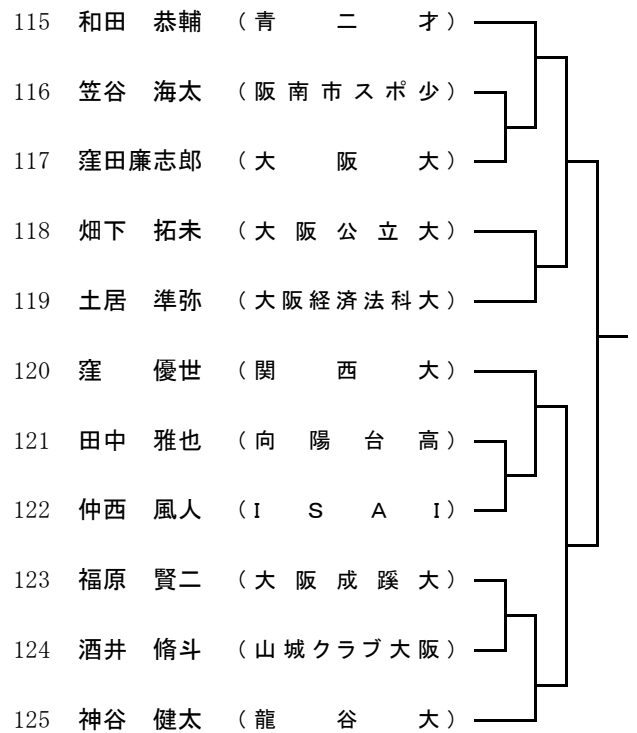 115 和田 恭輔 （青 二 才）
116 笠谷 海太 （阪南市スポ少）
117 窪田廉志郎 （大 阪 大）
118 畑下 拓未 （大 阪 公 立 大）
119 土居 準弥 （大阪経済法科大）
120 窪 優世 （関 西 大）
121 田中 雅也 （向 陽 台 高）
122 仲西 風人 （I S A I）
123 福原 賢二 （大 阪 成 蹊 大）
124 酒井 脩斗 （山城クラブ大阪）
125 神谷 健太 （龍 谷 大）